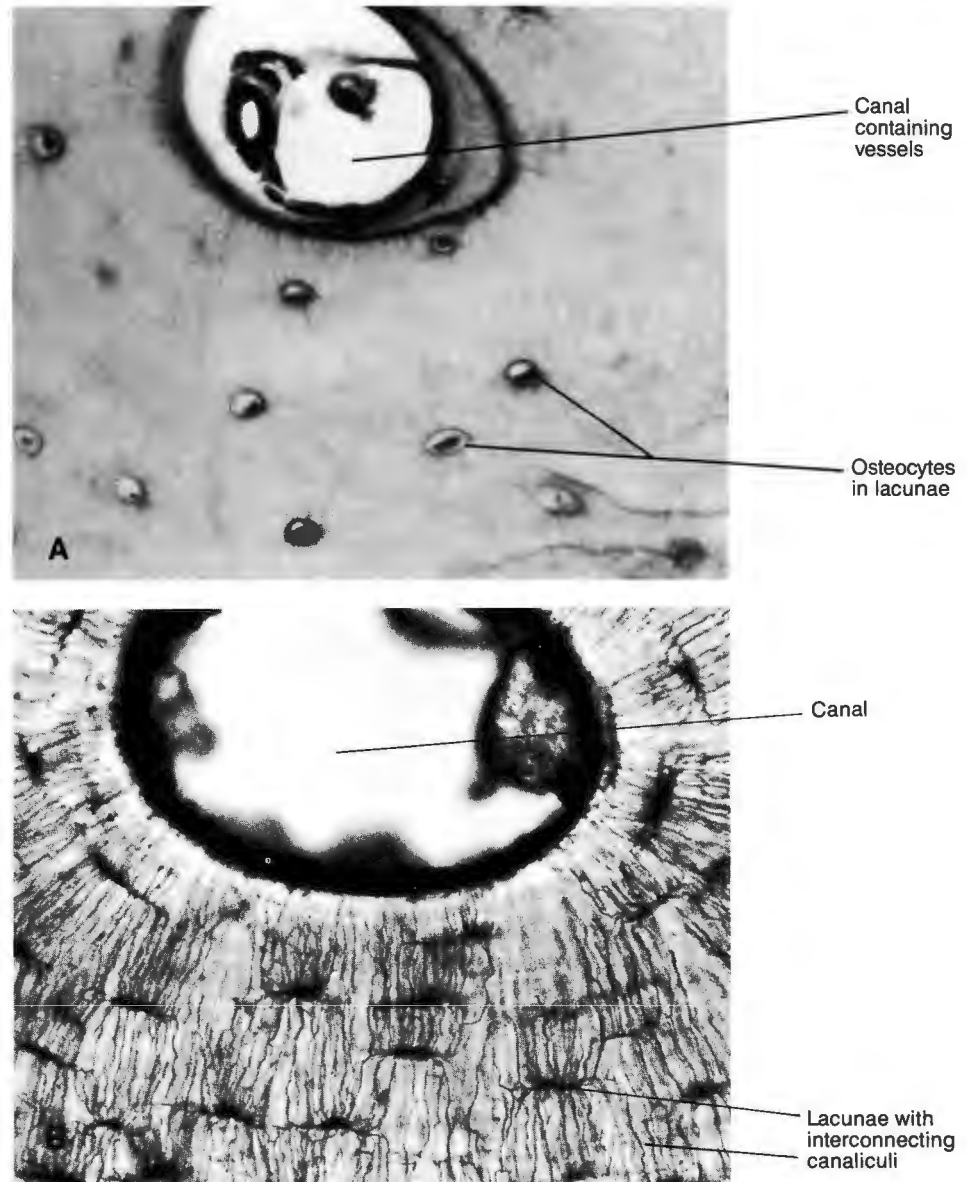 Canal
containing
vessels
Osteocytes
in lacunae
A
Canal
Lacunae with
interconnecting
canaliculi
B